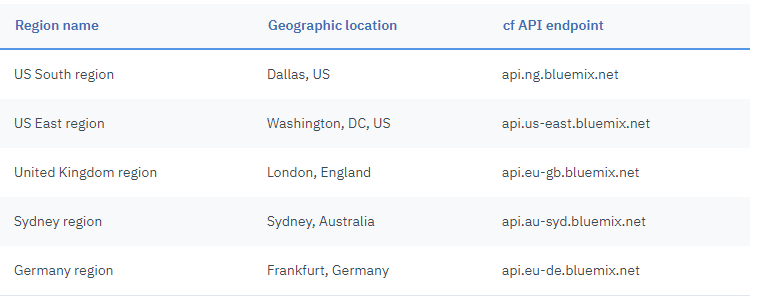 Region name Geographic location cf API endpoint
US South region Dallas, US api.ng.bluemix.net
US East region Washington, DC, US api.us-east.bluemix.net
United Kingdom region London, England api.eu-gb.bluemix.net
Sydney region Sydney, Australia api.au-syd.bluemix.net
Germany region Frankfurt, Germany api.eu-de.bluemix.net